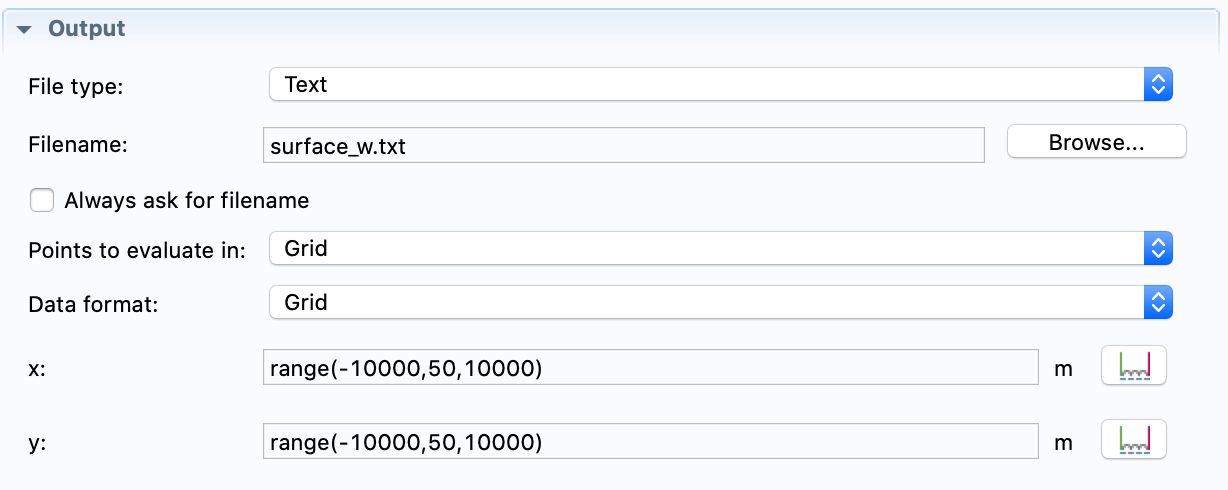 Output
File type: Text
Filename: surface_w.txt Browse...
Always ask for filename
Points to evaluate in: Grid
Data format: Grid
x: range(-10000,50,10000) m
y: range(-10000,50,10000) m